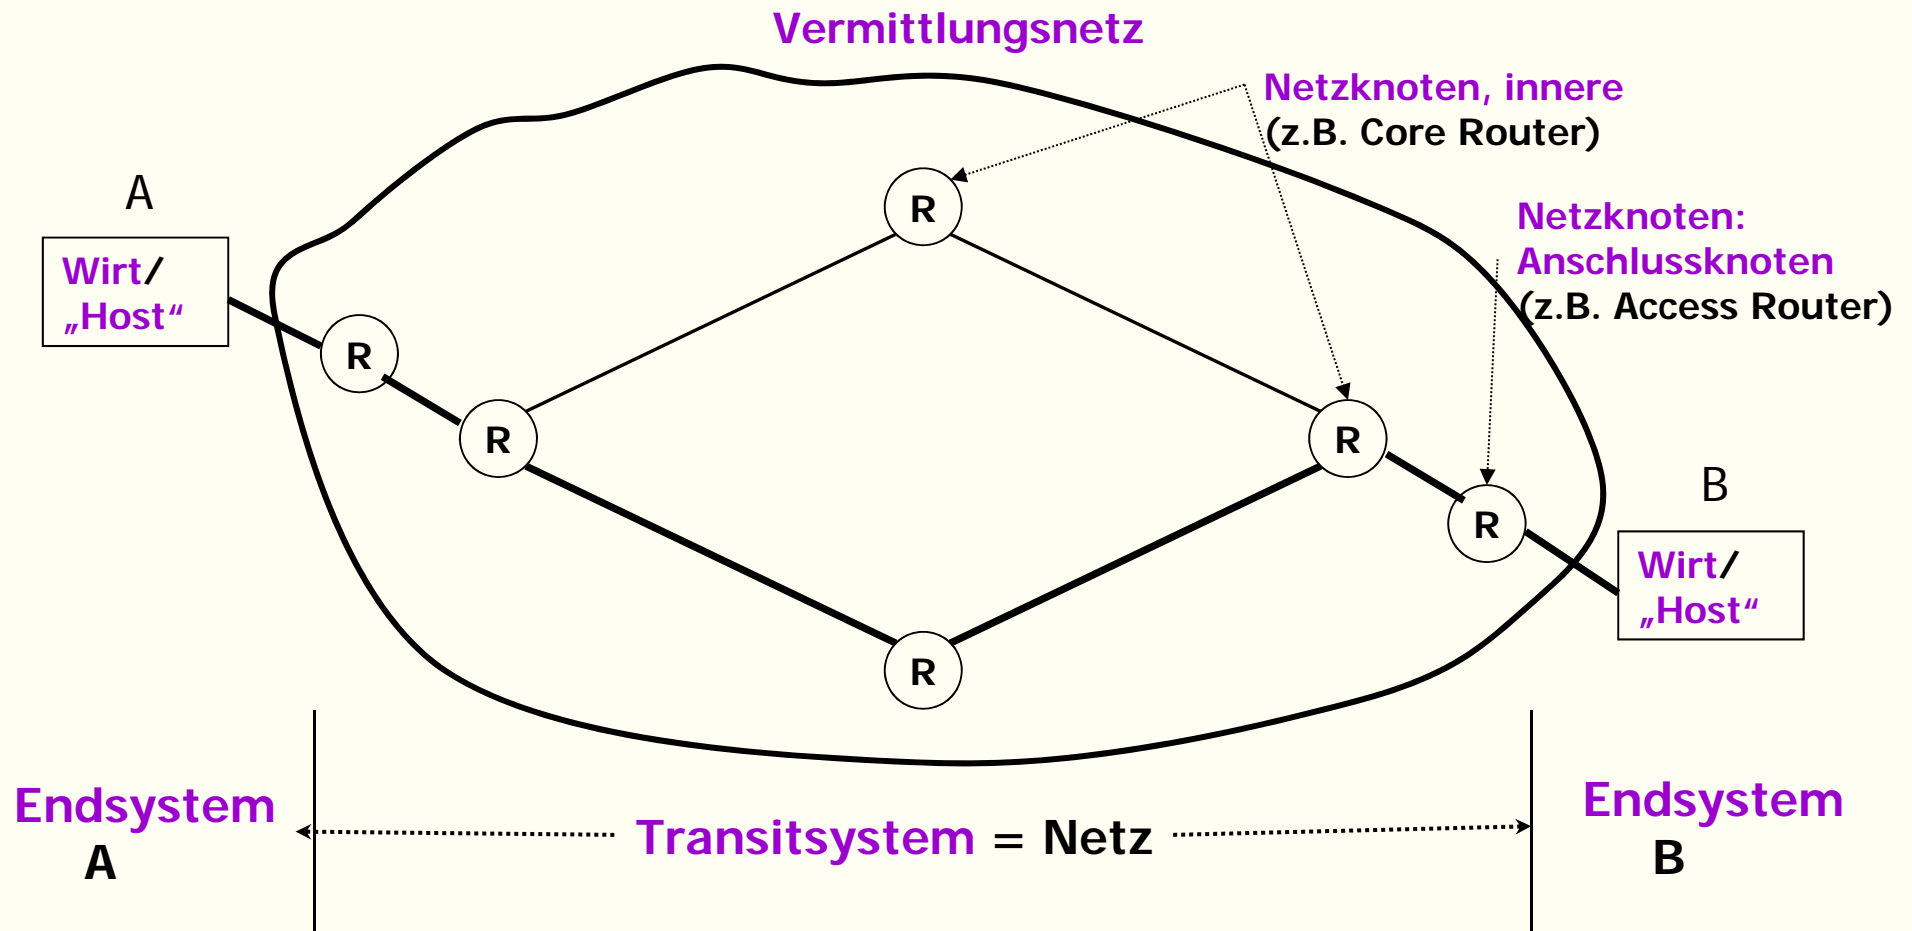 Vermittlungsnetz
Netzknoten, innere
(z.B. Core Router)
A
R
Netzknoten:
Anschlussknoten
(z.B. Access Router)
Wirt/
„Host“
R
R
R
R
B
Wirt/
„Host“
R
Endsystem
A
Transitsystem = Netz
Endsystem
B